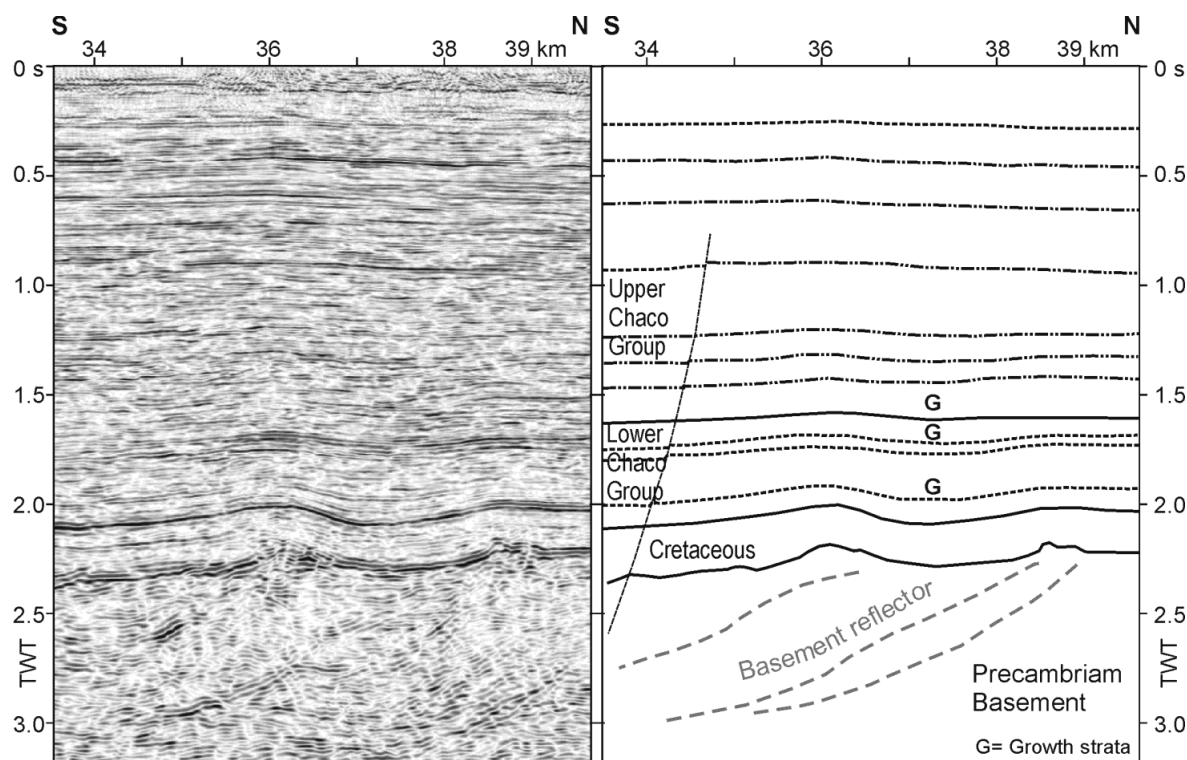 S N
34 36 38 39 km
0 s
0.5
1.0
1.5
2.0
2.5
TWT
3.0
S N
34 36 38 39 km
0 s
0.5
1.0
1.5
2.0
2.5
TWT
3.0
Upper
Chaco
Group
G
Lower
G
Chaco
Group
G
Cretaceous
Basement reflector
Precambriam
Basement
G= Growth strata